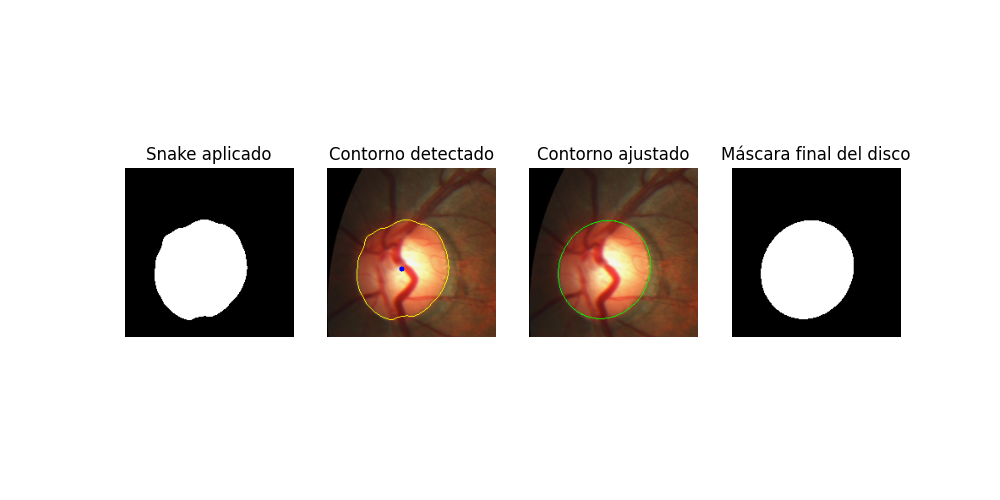 Snake aplicado
Contorno detectado
Contorno ajustado
Máscara final del disco